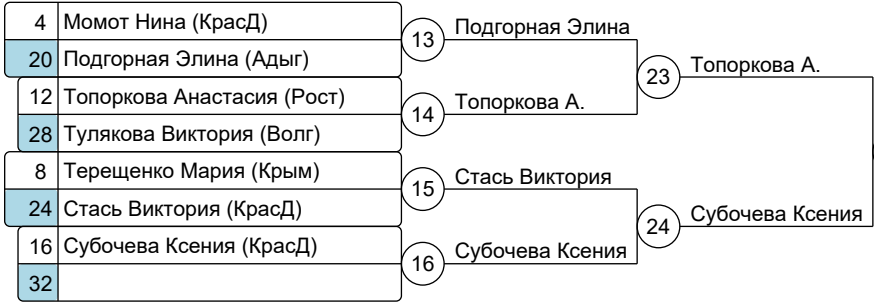 4 Момот Нина (КрасД)
13 Подгорная Элина
20 Подгорная Элина (Адыг)
23 Топоркова А.
12 Топоркова Анастасия (Рост)
14 Топоркова А.
28 Тулякова Виктория (Волг)
8 Терещенко Мария (Крым)
15 Стась Виктория
24 Стась Виктория (КрасД)
24 Субочева Ксения
16 Субочева Ксения (КрасД)
16 Субочева Ксения
32